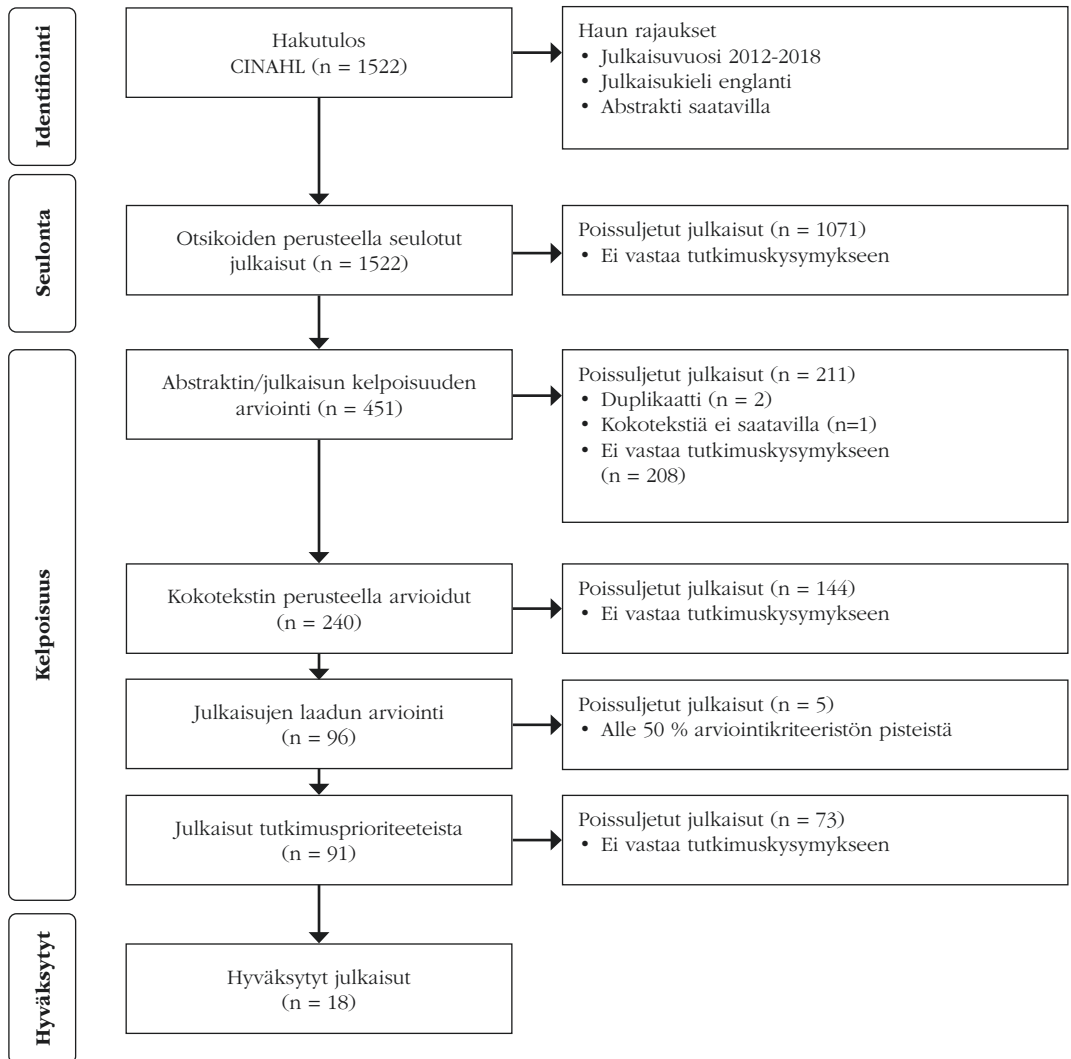 Identifiointi
Hakutulos
CINAHL (n = 1522)
Haun rajaukset
• Julkaisuvuosi 2012-2018
• Julkaisukieli englanti
• Abstrakti saatavilla
Seulonta
Otsikoiden perusteella seulotut
julkaisut (n = 1522)
Poissuljetut julkaisut (n = 1071)
• Ei vastaa tutkimuskysymykseen
Kelpoisuus
Abstraktin/julkaisun kelpoisuuden
arviointi (n = 451)
Poissuljetut julkaisut (n = 211)
• Duplikaatti (n = 2)
• Kokotekstiä ei saatavilla (n=1)
• Ei vastaa tutkimuskysymykseen
(n = 208)
Kokotekstin perusteella arvioidut
(n = 240)
Poissuljetut julkaisut (n = 144)
• Ei vastaa tutkimuskysymykseen
Julkaisujen laadun arviointi
(n = 96)
Poissuljetut julkaisut (n = 5)
• Alle 50 % arviointikriteeristön pisteistä
Julkaisut tutkimusprioriteeteista
(n = 91)
Poissuljetut julkaisut (n = 73)
• Ei vastaa tutkimuskysymykseen
Hyväksytyt
Hyväksytyt julkaisut
(n = 18)